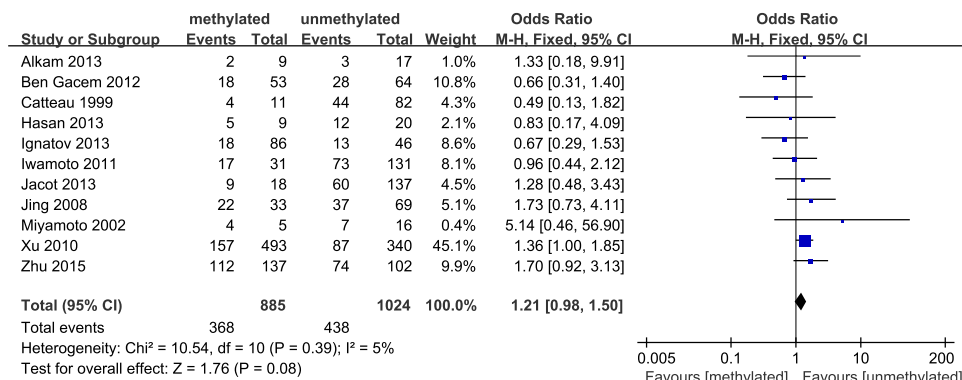 methylated unmethylated Odds Ratio Odds Ratio
Study or Subgroup Events Total Events Total Weight M-H, Fixed, 95% CI M-H, Fixed, 95% CI
Alkam 2013 2 9 3 17 1.0% 1.33 [0.18, 9.91]
Ben Gacem 2012 18 53 28 64 10.8% 0.66 [0.31, 1.40]
Catteau 1999 4 11 44 82 4.3% 0.49 [0.13, 1.82]
Hasan 2013 5 9 12 20 2.1% 0.83 [0.17, 4.09]
Ignatov 2013 18 86 13 46 8.6% 0.67 [0.29, 1.53]
Iwamoto 2011 17 31 73 131 8.1% 0.96 [0.44, 2.12]
Jacot 2013 9 18 60 137 4.5% 1.28 [0.48, 3.43]
Jing 2008 22 33 37 69 5.1% 1.73 [0.73, 4.11]
Miyamoto 2002 4 5 7 16 0.4% 5.14 [0.46, 56.90]
Xu 2010 157 493 87 340 45.1% 1.36 [1.00, 1.85]
Zhu 2015 112 137 74 102 9.9% 1.70 [0.92, 3.13]
Total (95% CI) 885 1024 100.0% 1.21 [0.98, 1.50]
Total events 368 438
Heterogeneity: Chi² = 10.54, df = 10 (P = 0.39); I² = 5%
Test for overall effect: Z = 1.76 (P = 0.08)
0.005 0.1 1 10 200
Favours [methylated] Favours [unmethylated]